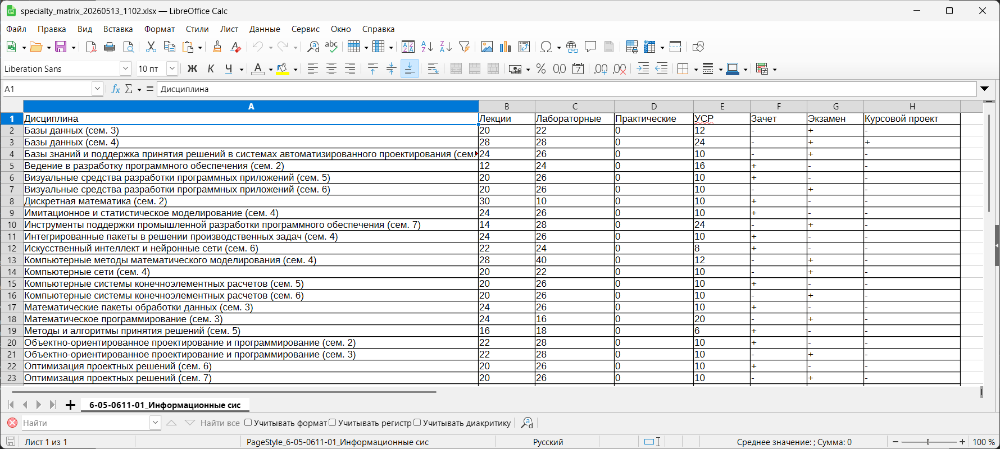 specialty_matrix_20260513_1102.xlsx — LibreOffice Calc
Файл Правка Вид Вставка Формат Стили Лист Данные Сервис Окно Справка
Liberation Sans 10 пт Ж К Ч
A1 fx Σ = Дисциплина
A B C D E F G H
1 Дисциплина Лекции Лабораторные Практические УСР Зачет Экзамен Курсовой проект
2 Базы данных (сем. 3) 20 22 0 12 - + -
3 Базы данных (сем. 4) 28 28 0 24 - + +
4 Базы знаний и поддержка принятия решений в системах автоматизированного проектирования (сем. 24 26 0 10 - + -
5 Ведение в разработку программного обеспечения (сем. 2) 12 24 0 16 + - -
6 Визуальные средства разработки программных приложений (сем. 5) 20 26 0 10 + - -
7 Визуальные средства разработки программных приложений (сем. 6) 20 26 0 10 - + -
8 Дискретная математика (сем. 2) 30 10 0 10 + - -
9 Имитационное и статистическое моделирование (сем. 4) 24 26 0 10 + - -
10 Инструменты поддержки промышленной разработки программного обеспечения (сем. 7) 14 28 0 24 - + -
11 Интегрированные пакеты в решении производственных задач (сем. 4) 24 26 0 10 + - -
12 Искусственный интеллект и нейронные сети (сем. 6) 22 24 0 8 + - -
13 Компьютерные методы математического моделирования (сем. 4) 28 40 0 12 - + -
14 Компьютерные сети (сем. 4) 20 22 0 10 - + -
15 Компьютерные системы конечноэлементных расчетов (сем. 5) 20 26 0 10 + - -
16 Компьютерные системы конечноэлементных расчетов (сем. 6) 20 26 0 10 - + -
17 Математические пакеты обработки данных (сем. 3) 24 26 0 10 + - -
18 Математическое программирование (сем. 3) 24 16 0 20 - + -
19 Методы и алгоритмы принятия решений (сем. 5) 16 18 0 6 + - -
20 Объектно-ориентированное проектирование и программирование (сем. 2) 22 28 0 10 + - -
21 Объектно-ориентированное проектирование и программирование (сем. 3) 22 28 0 10 - + -
22 Оптимизация проектных решений (сем. 6) 20 26 0 10 + - -
23 Оптимизация проектных решений (сем. 7) 20 26 0 10 - + -
6-05-0611-01_Информационные сис
Найти Найти все Учитывать формат Учитывать регистр Учитывать диакритику
Лист 1 из 1 PageStyle_6-05-0611-01_Информационные сис Русский Среднее значение: ; Сумма: 0 100 %